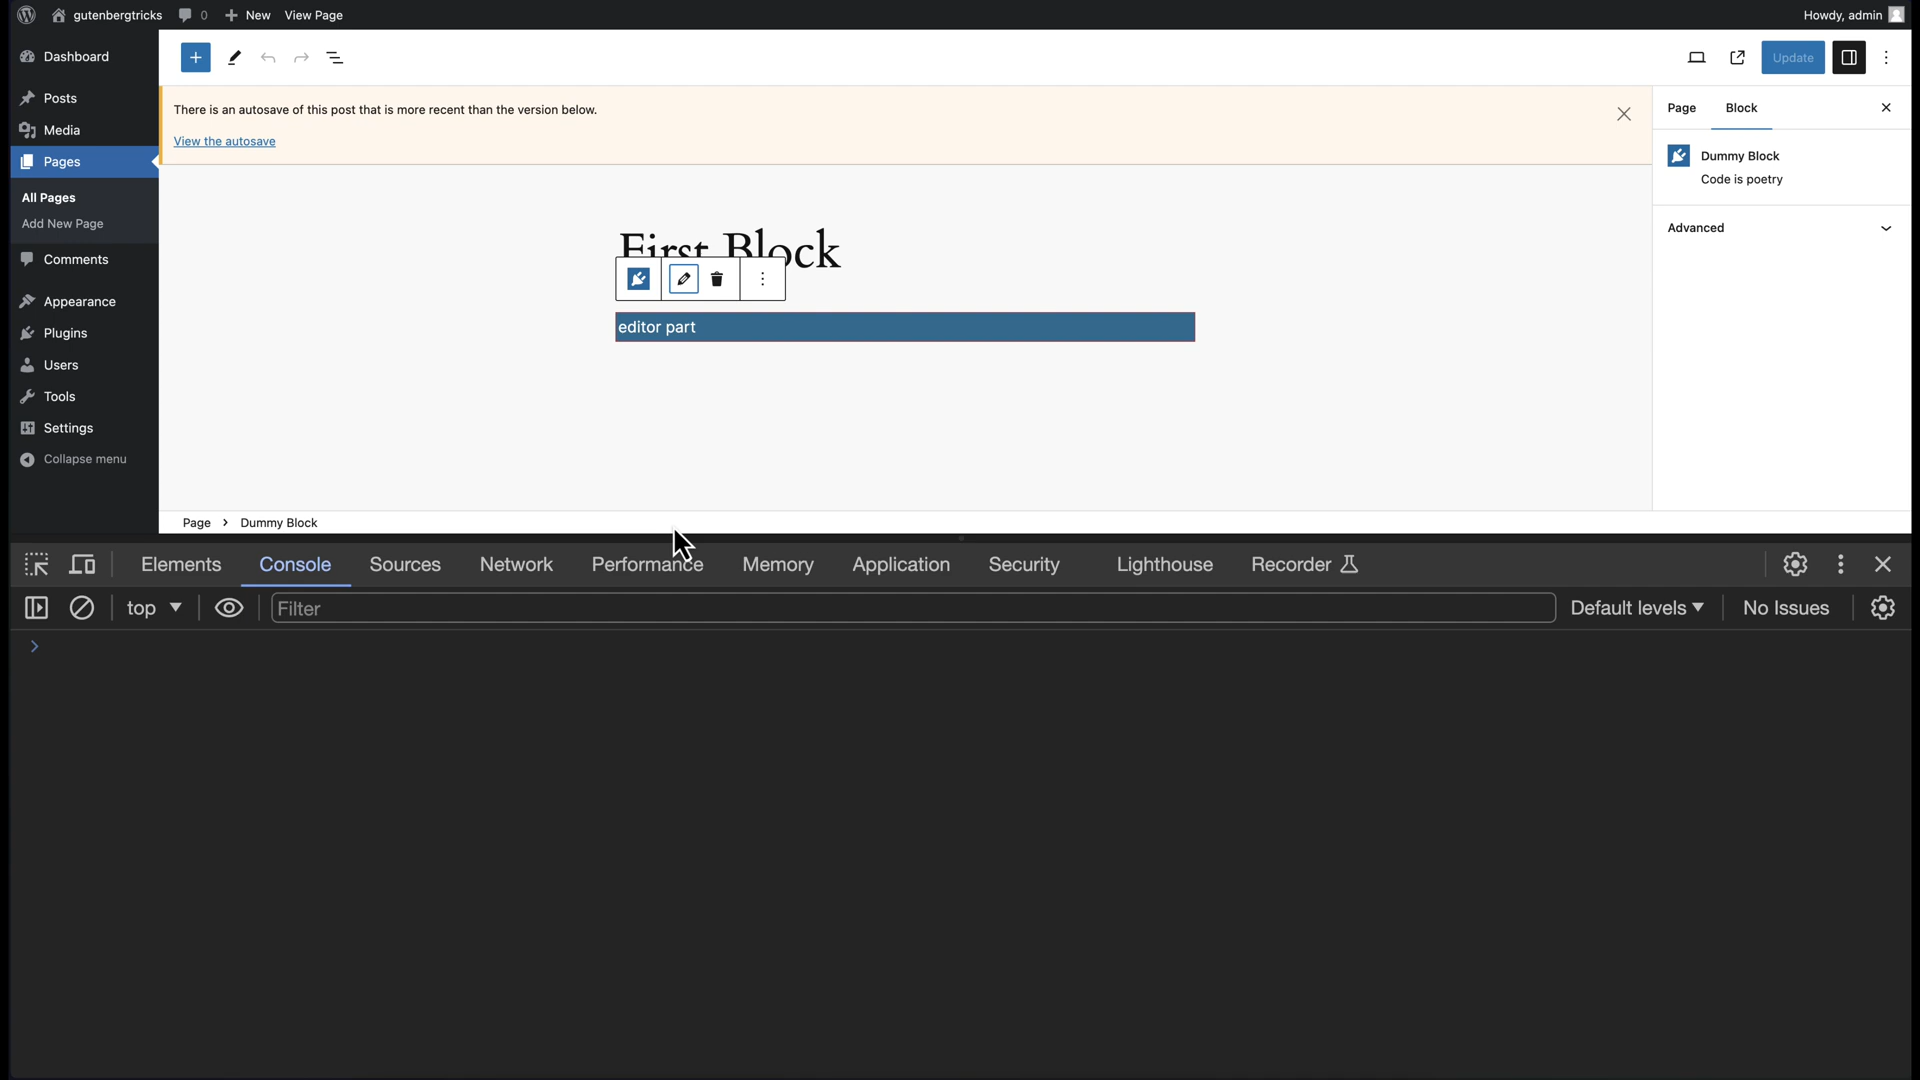 gutenbergtricks 0 New View Page Howdy, admin
Dashboard
Posts
Media
Pages
All Pages
Add New Page
Comments
Appearance
Plugins
Users
Tools
Settings
Collapse menu
Update
There is an autosave of this post that is more recent than the version below.
View the autosave
First Block
editor part
Page Block
Dummy Block
Code is poetry
Advanced
Page Dummy Block
Elements Console Sources Network Performance Memory Application Security Lighthouse Recorder
top Filter Default levels No Issues